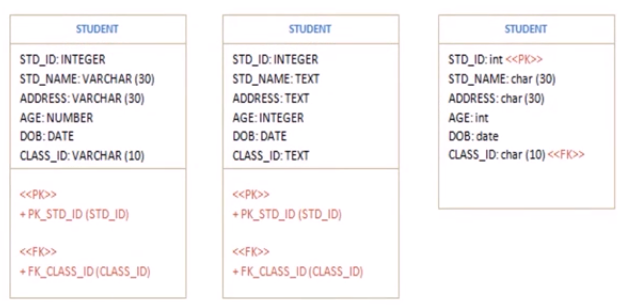 STUDENT
STD_ID: INTEGER
STD_NAME: VARCHAR (30)
ADDRESS: VARCHAR (30)
AGE: NUMBER
DOB: DATE
CLASS_ID: VARCHAR (10)
<<PK>>
+ PK_STD_ID (STD_ID)
<<FK>>
+ FK_CLASS_ID (CLASS_ID)
STUDENT
STD_ID: INTEGER
STD_NAME: TEXT
ADDRESS: TEXT
AGE: INTEGER
DOB: DATE
CLASS_ID: TEXT
<<PK>>
+ PK_STD_ID (STD_ID)
<<FK>>
+ FK_CLASS_ID (CLASS_ID)
STUDENT
STD_ID: int <<PK>>
STD_NAME: char (30)
ADDRESS: char (30)
AGE: int
DOB: date
CLASS_ID: char (10) <<FK>>